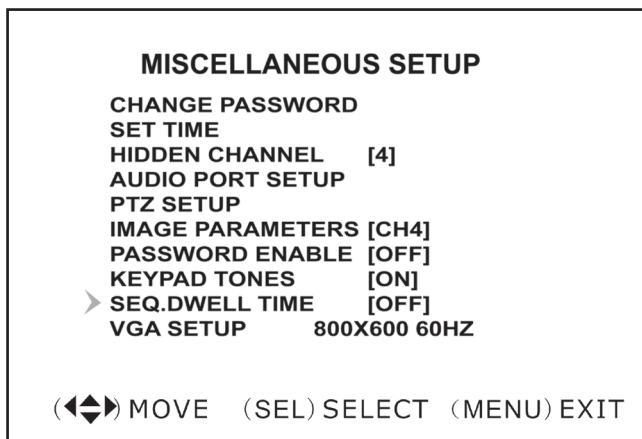 MISCELLANEOUS SETUP
CHANGE PASSWORD
SET TIME
HIDDEN CHANNEL [4]
AUDIO PORT SETUP
PTZ SETUP
IMAGE PARAMETERS [CH4]
PASSWORD ENABLE [OFF]
KEYPAD TONES [ON]
SEQ.DWELL TIME [OFF]
VGA SETUP 800X600 60HZ
(◀◆▶) MOVE (SEL) SELECT (MENU) EXIT